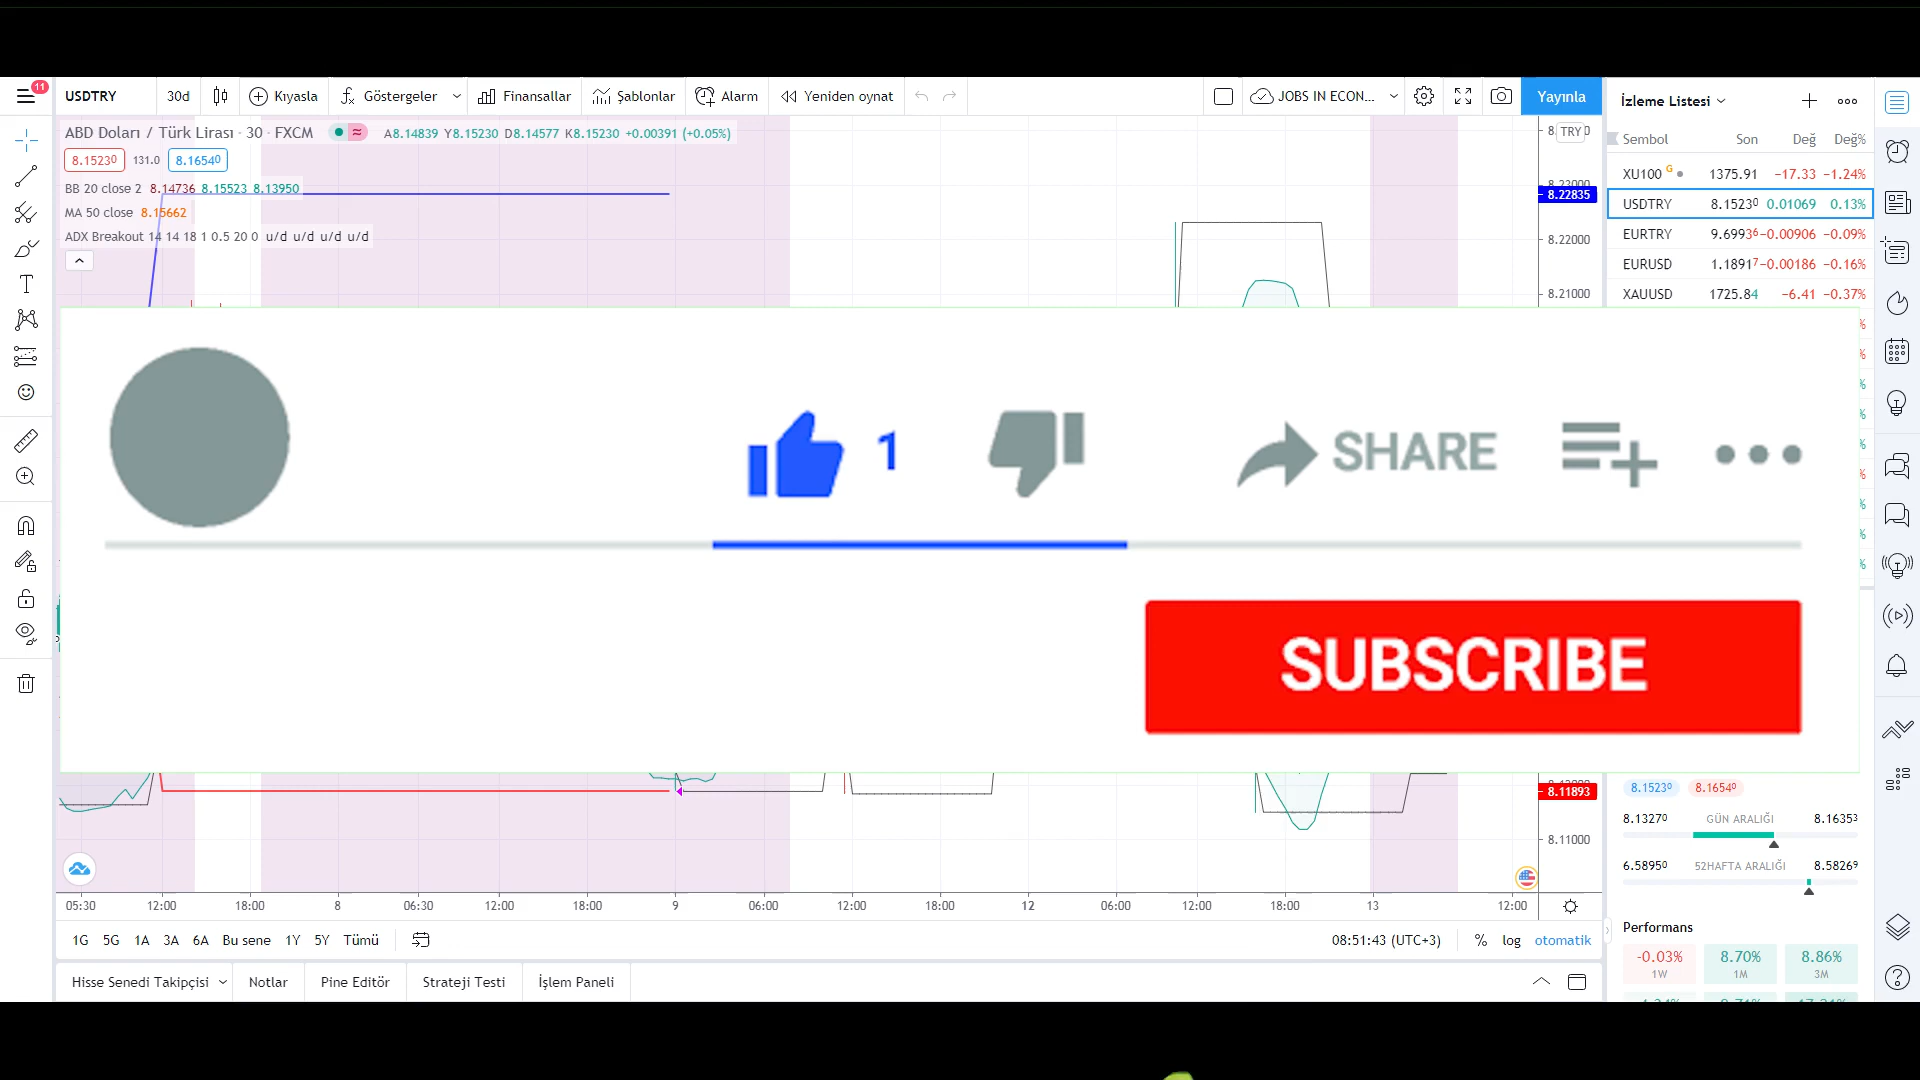 11
USDTRY 30d Kıyasla Göstergeler Finansallar Şablonlar Alarm Yeniden oynat JOBS IN ECON... Yayınla
İzleme Listesi
ABD Doları / Türk Lirası · 30 · FXCM A8.14839 Y8.15230 D8.14577 K8.15230 +0.00391 (+0.05%)
8.15230 131.0 8.16540
BB 20 close 2 8.14736 8.15523 8.13950
MA 50 close 8.15662
ADX Breakout 14 14 18 1 0.5 20 0 u/d u/d u/d u/d
TRY
8.22835
8.22000
8.21000
Sembol Son Değ Değ%
XU100 G 1375.91 −17.33 −1.24%
USDTRY 8.15230 0.01069 0.13%
EURTRY 9.69936 −0.00906 −0.09%
EURUSD 1.18917 −0.00186 −0.16%
XAUUSD 1725.84 −6.41 −0.37%
1 SHARE
SUBSCRIBE
8.11893
8.11000
8.15230 8.16540
8.13270 GÜN ARALIĞI 8.16353
6.58950 52HAFTA ARALIĞI 8.58269
05:30 12:00 18:00 8 06:30 12:00 18:00 9 06:00 12:00 18:00 12 06:00 12:00 18:00 13 12:00
1G 5G 1A 3A 6A Bu sene 1Y 5Y Tümü 08:51:43 (UTC+3) % log otomatik
Performans
-0.03% 8.70% 8.86%
1W 1M 3M
Hisse Senedi Takipçisi Notlar Pine Editör Strateji Testi İşlem Paneli